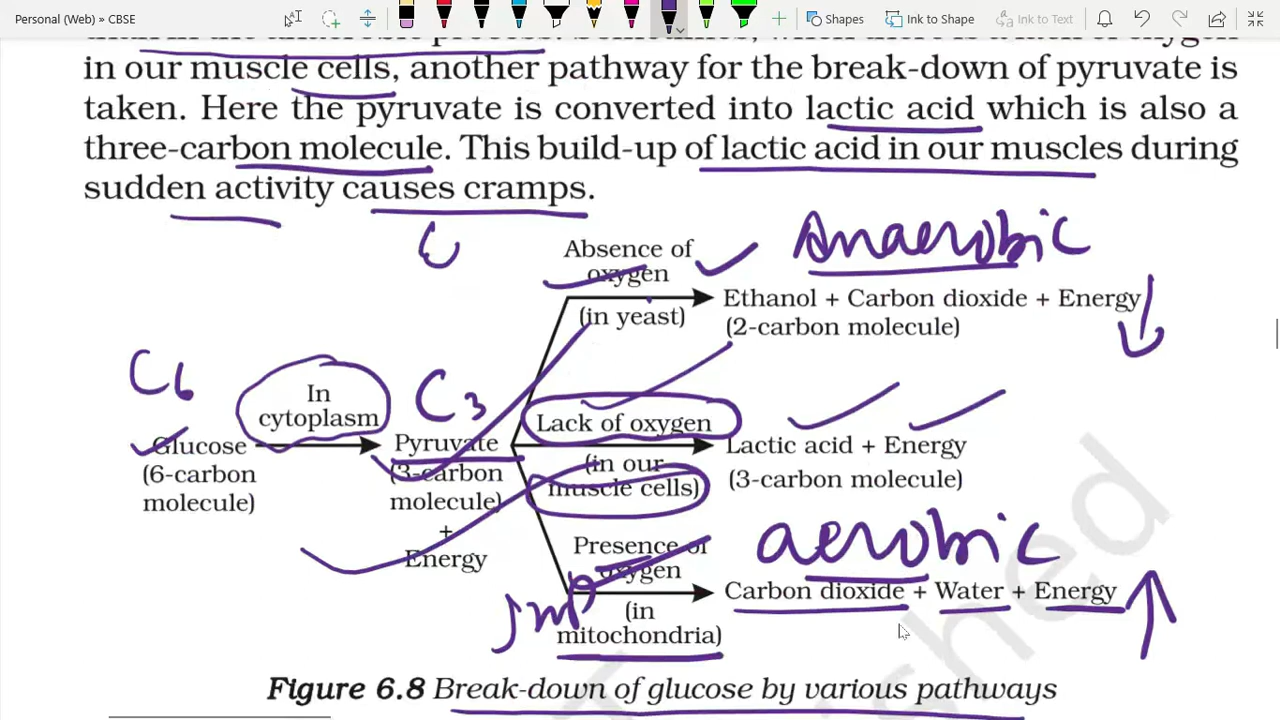 Personal (Web) » CBSE
Shapes
Ink to Shape
Ink to Text
in our muscle cells, another pathway for the break-down of pyruvate is
taken. Here the pyruvate is converted into lactic acid which is also a
three-carbon molecule. This build-up of lactic acid in our muscles during
sudden activity causes cramps.
Absence of
oxygen
Anaerobic
Ethanol + Carbon dioxide + Energy
(in yeast)
(2-carbon molecule)
C6
In
cytoplasm
C3
Lack of oxygen
Glucose
Pyruvate
Lactic acid + Energy
(6-carbon
molecule)
(3-carbon
molecule)
+
Energy
(in our
muscle cells)
(3-carbon molecule)
Presence of
oxygen
aerobic
Carbon dioxide + Water + Energy
Imp
(in
mitochondria)
Figure 6.8 Break-down of glucose by various pathways